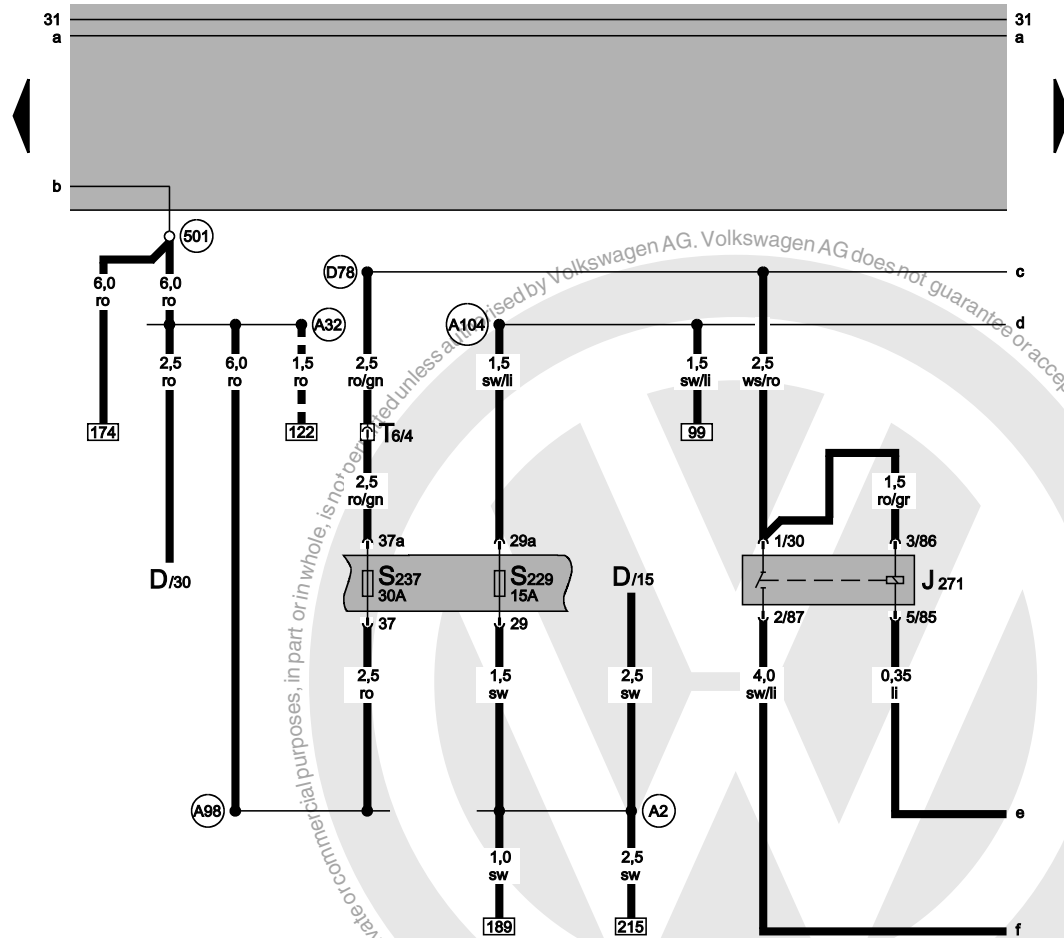 31
31
a
a
b
501
6,0
ro
6,0
ro
D78
c
A32
A104
d
2,5
ro
6,0
ro
1,5
ro
2,5
ro/gn
1,5
sw/li
1,5
sw/li
2,5
ws/ro
174
122
T6/4
99
2,5
ro/gn
1,5
ro/gr
37a
29a
1/30
3/86
D/30
S237
30A
S229
15A
D/15
J 271
37
29
2/87
5/85
2,5
ro
1,5
sw
2,5
sw
4,0
sw/li
0,35
li
A98
A2
e
1,0
sw
2,5
sw
189
215
f
vate or commercial purposes, in part or in whole, is not permitted unless authorised by Volkswagen AG. Volkswagen AG does not guarantee or accep